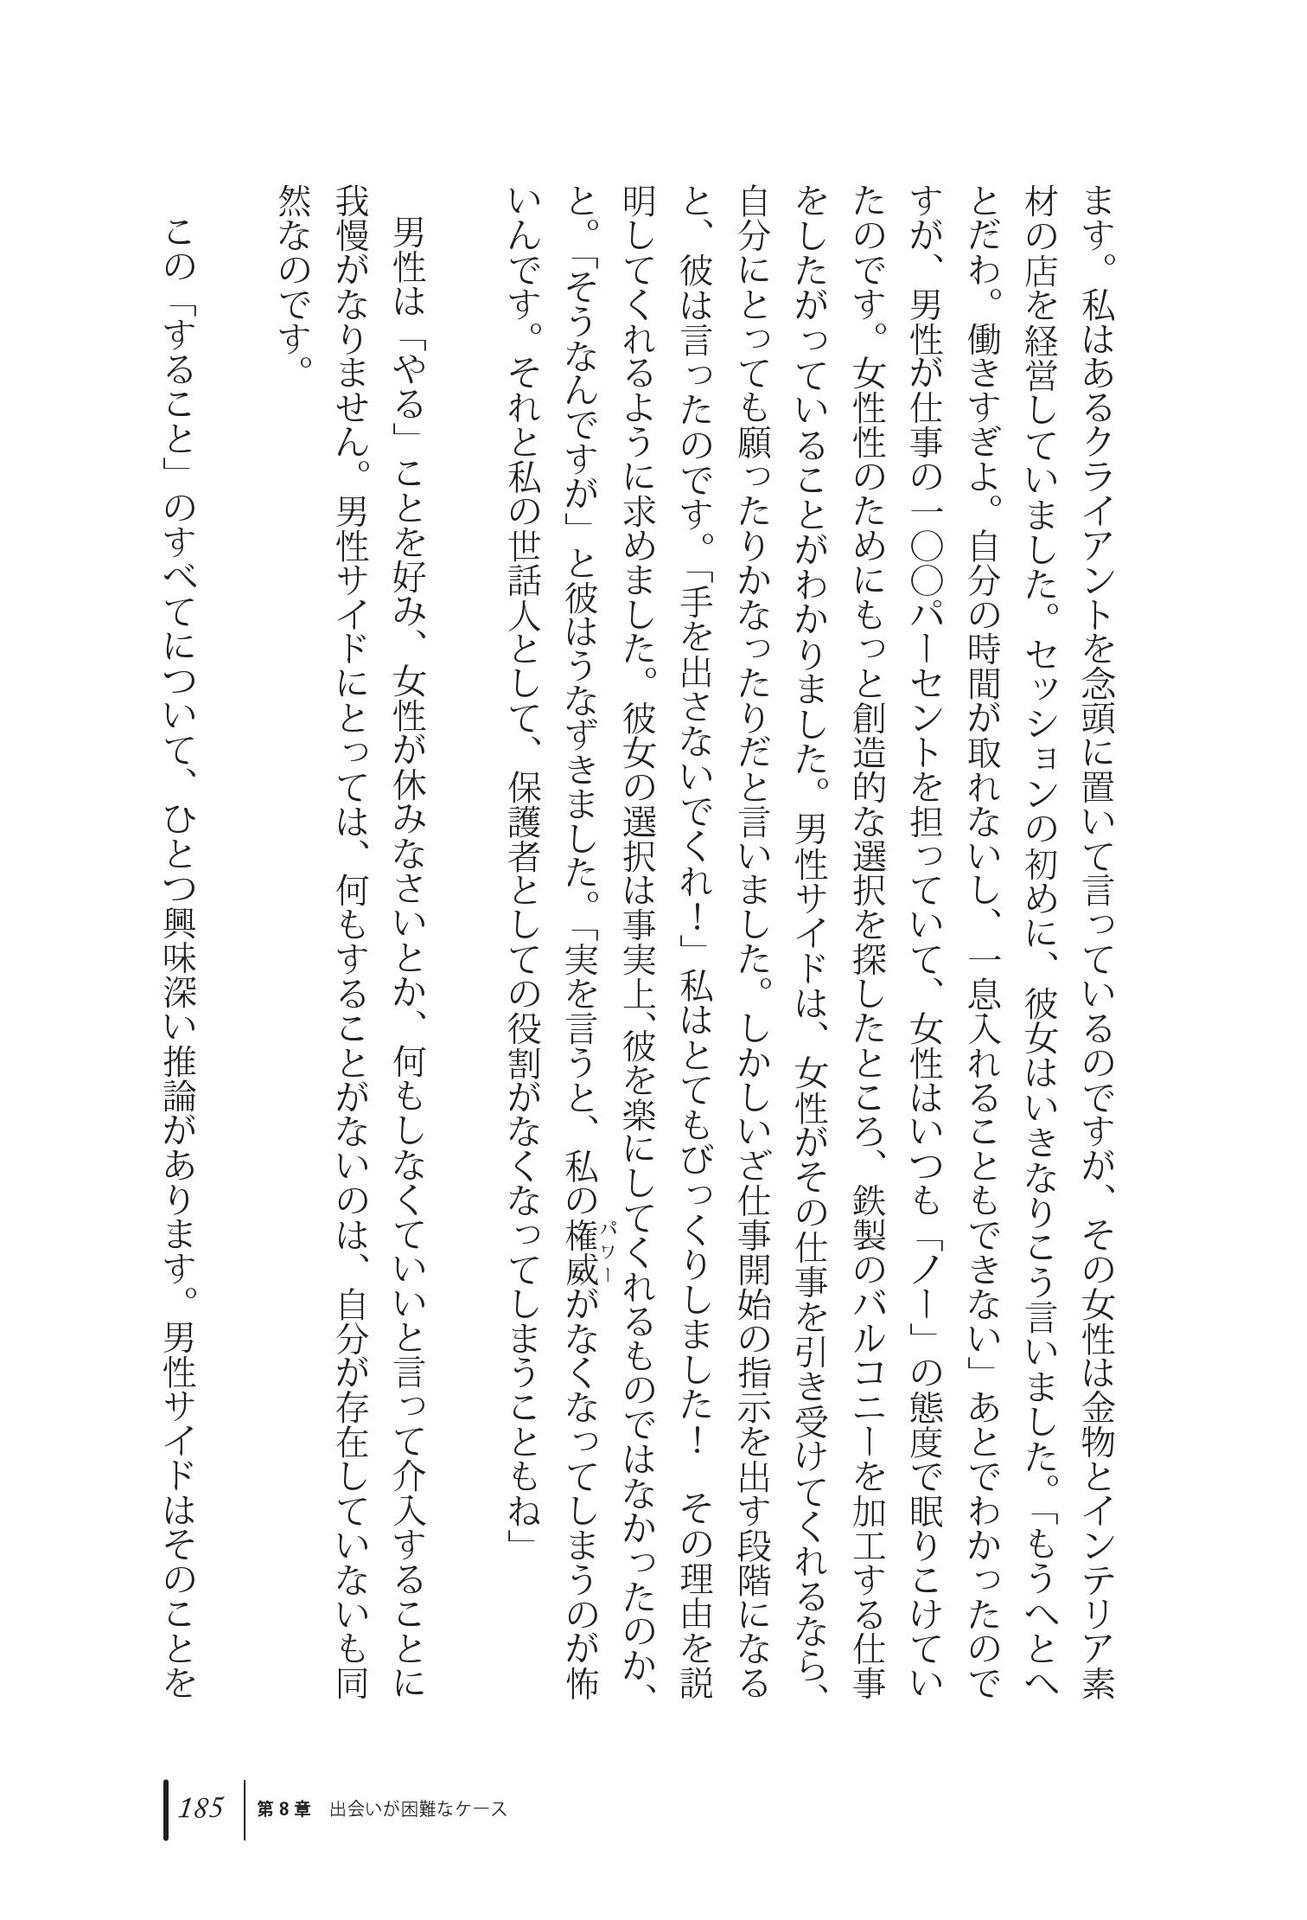 ます。私はあるクライアントを念頭に置いて言っているのですが、その女性は金物とインテリア素
材の店を経営していました。セッションの初めに、彼女はいきなりこう言いました。「もうへとへ
とだわ。働きすぎよ。自分の時間が取れないし、一息入れることもできない」あとでわかったので
すが、男性が仕事の一〇〇パーセントを担っていて、女性はいつも「ノー」の態度で眠りこけてい
たのです。女性性のためにもっと創造的な選択を探したところ、鉄製のバルコニーを加工する仕事
をしたがっていることがわかりました。男性サイドは、女性がその仕事を引き受けてくれるなら、
自分にとっても願ったりかなったりだと言いました。しかしいざ仕事開始の指示を出す段階になる
と、彼は言ったのです。「手を出さないでくれ！」私はとてもびっくりしました！　その理由を説
明してくれるように求めました。彼女の選択は事実上、彼を楽にしてくれるものではなかったのか、
と。「そうなんですが」と彼はうなずきました。「実を言うと、私の権威パワーがなくなってしまうのが怖
いんです。それと私の世話人として、保護者としての役割がなくなってしまうこともね」
男性は「やる」ことを好み、女性が休みなさいとか、何もしなくていいと言って介入することに
我慢がなりません。男性サイドにとっては、何もすることがないのは、自分が存在していないも同
然なのです。
この「すること」のすべてについて、ひとつ興味深い推論があります。男性サイドはそのことを
185 第8章 出会いが困難なケース